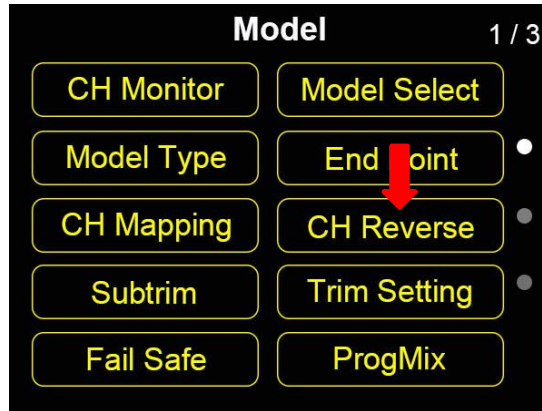 Model
1 / 3
CH Monitor
Model Select
Model Type
End oint
CH Mapping
CH Reverse
Subtrim
Trim Setting
Fail Safe
ProgMix